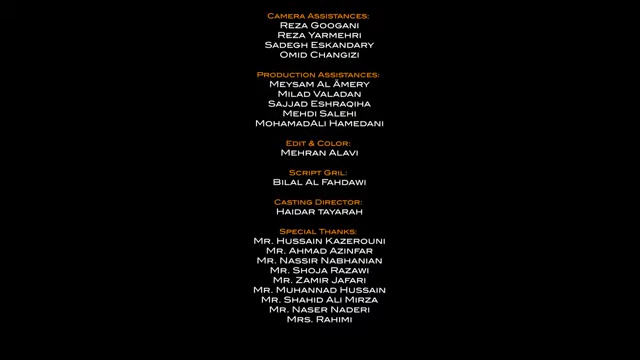 Camera Assistances:
Reza Googani
Reza Yarmehri
Sadegh Eskandary
Omid Changizi
Production Assistances:
Meysam Al Âmery
Milad Valadan
Sajjad Eshraqiha
Mehdi Salehi
MohamadAli Hamedani
Edit & Color:
Mehran Alavi
Script Gril:
Bilal Al Fahdawi
Casting Director:
Haidar tayarah
Special Thanks:
Mr. Hussain Kazerouni
Mr. Ahmad Azinfar
Mr. Nassir Nabhanian
Mr. Shoja Razawi
Mr. Zamir Jafari
Mr. Muhannad Hussain
Mr. Shahid Ali Mirza
Mr. Naser Naderi
Mrs. Rahimi